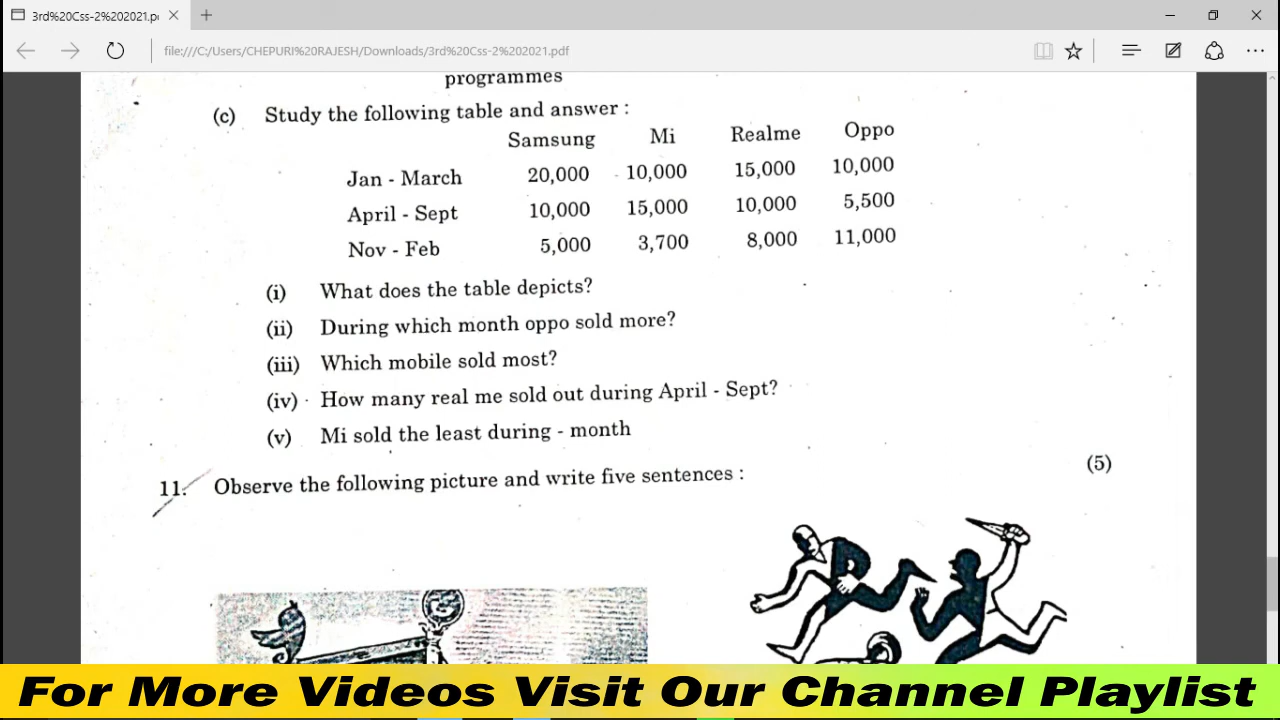 3rd%20Css-2%202021.p
file:///C:/Users/CHEPURI%20RAJESH/Downloads/3rd%20Css-2%202021.pdf
programmes
(c) Study the following table and answer :
Samsung Mi Realme Oppo
Jan - March 20,000 10,000 15,000 10,000
April - Sept 10,000 15,000 10,000 5,500
Nov - Feb 5,000 3,700 8,000 11,000
(i) What does the table depicts?
(ii) During which month oppo sold more?
(iii) Which mobile sold most?
(iv) How many real me sold out during April - Sept?
(v) Mi sold the least during - month
(5)
11. Observe the following picture and write five sentences :
For More Videos Visit Our Channel Playlist